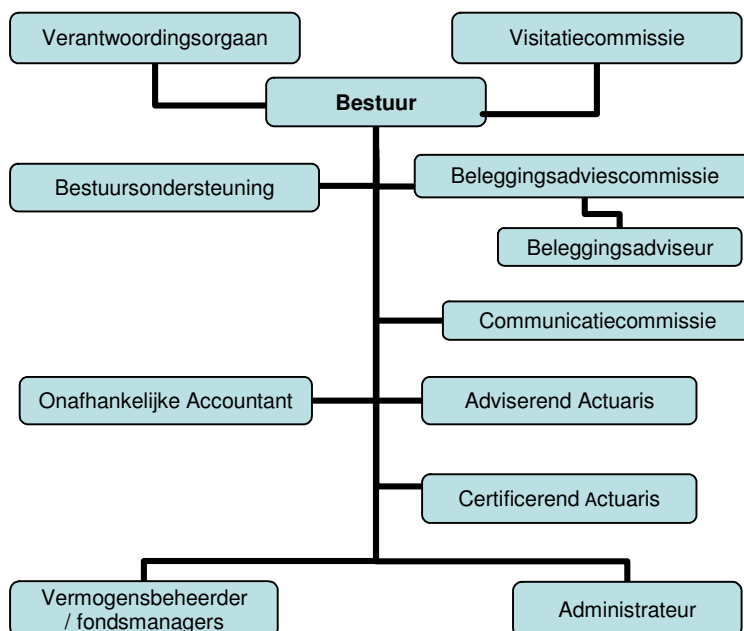 Verantwoordingsorgaan
Visitatiecommissie
Bestuur
Bestuursondersteuning
Beleggingsadviescommissie
Beleggingsadviseur
Communicatiecommissie
Onafhankelijke Accountant
Adviserend Actuaris
Certificerend Actuaris
Vermogensbeheerder
/ fondsmanagers
Administrateur